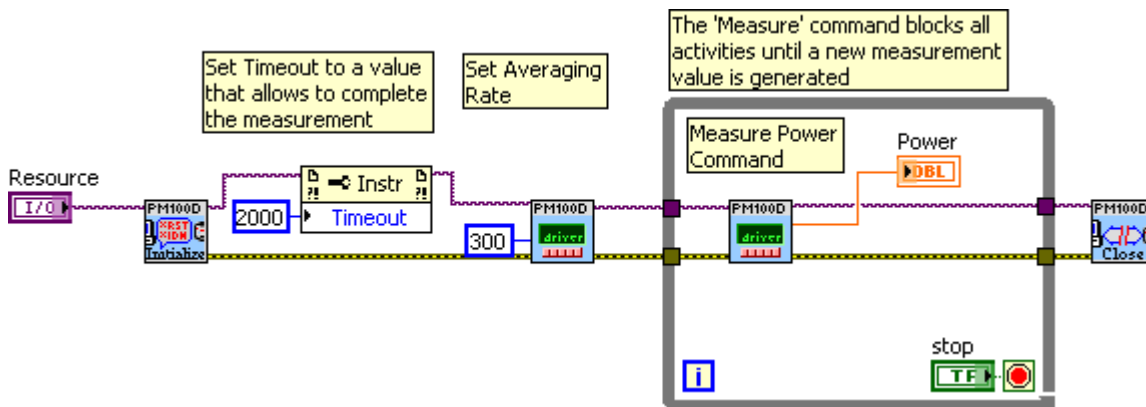 The 'Measure' command blocks all
activities until a new measurement
value is generated
Set Timeout to a value
that allows to complete
the measurement
Set Averaging
Rate
Measure Power
Command
Power
DBL
Resource
I/O
PM100D
*RST
*IDN
Initialize
Instr
2000
Timeout
300
PM100D
driver
PM100D
driver
PM100D
Close
i
stop
TF